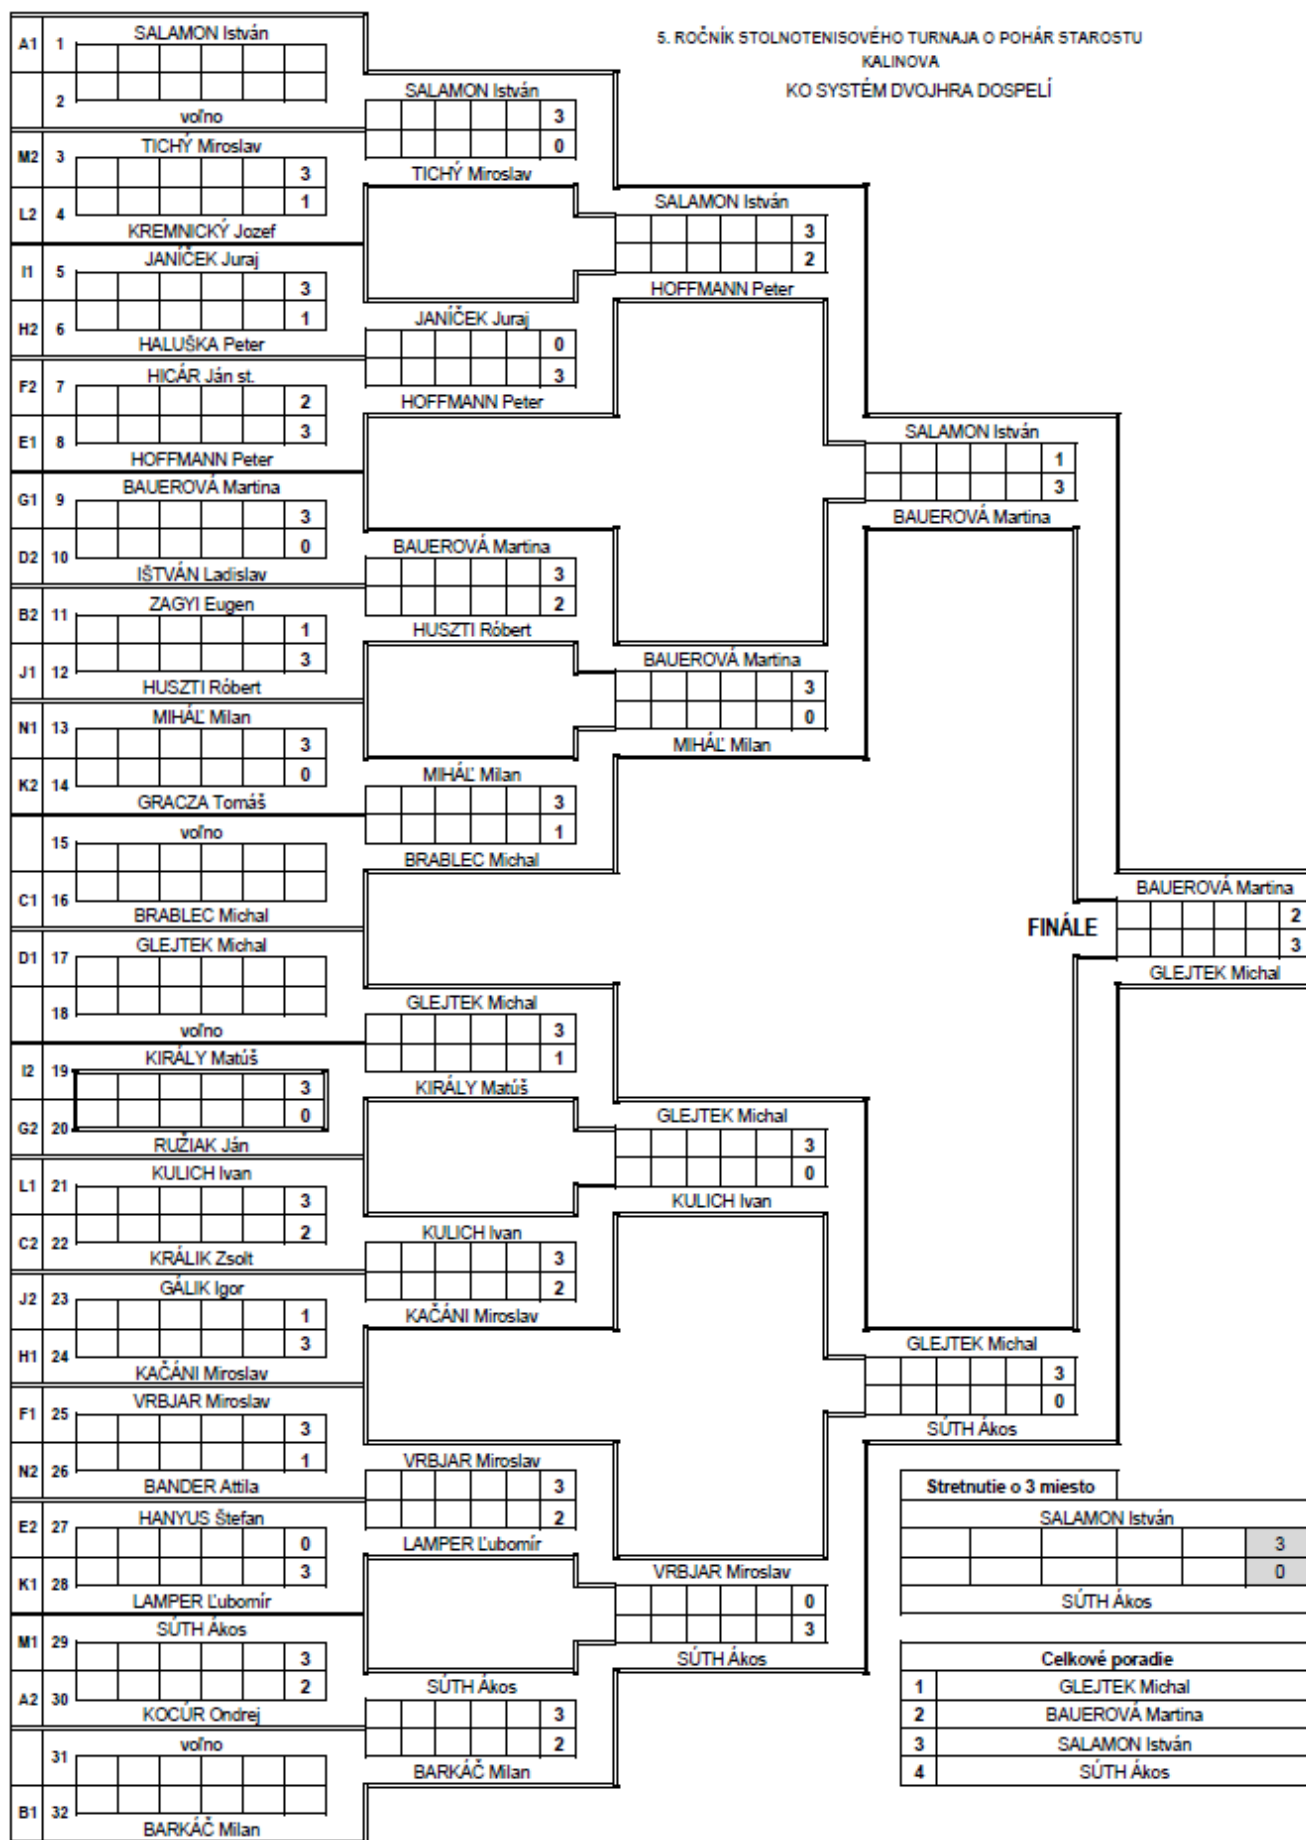 5. ROČNÍK STOLNOTENISOVÉHO TURNAJA O POHÁR STAROSTU
KALINOVA
KO SYSTÉM DVOJHRA DOSPELÍ
A1 1 SALAMON István
2 voľno
M2 3 TICHÝ Miroslav 3
L2 4 KREMNICKÝ Jozef 1
I1 5 JANÍČEK Juraj 3
H2 6 HALUŠKA Peter 1
F2 7 HICÁR Ján st. 2
E1 8 HOFFMANN Peter 3
G1 9 BAUEROVÁ Martina 3
D2 10 IŠTVÁN Ladislav 0
B2 11 ZAGYI Eugen 1
J1 12 HUSZTI Róbert 3
N1 13 MIHÁĽ Milan 3
K2 14 GRACZA Tomáš 0
15 voľno
C1 16 BRABLEC Michal
D1 17 GLEJTEK Michal
18 voľno
I2 19 KIRÁLY Matúš 3
G2 20 RUŽIAK Ján 0
L1 21 KULICH Ivan 3
C2 22 KRÁLIK Zsolt 2
J2 23 GÁLIK Igor 1
H1 24 KAČÁNI Miroslav 3
F1 25 VRBJAR Miroslav 3
N2 26 BANDER Attila 1
E2 27 HANYUS Štefan 0
K1 28 LAMPER Ľubomír 3
M1 29 SÚTH Ákos 3
A2 30 KOCÚR Ondrej 2
31 voľno
B1 32 BARKÁČ Milan
SALAMON István 3
0 TICHÝ Miroslav
JANÍČEK Juraj 0
3 HOFFMANN Peter
BAUEROVÁ Martina 3
2 HUSZTI Róbert
MIHÁĽ Milan 3
1 BRABLEC Michal
GLEJTEK Michal 3
1 KIRÁLY Matúš
KULICH Ivan 3
2 KAČÁNI Miroslav
VRBJAR Miroslav 3
2 LAMPER Ľubomír
SÚTH Ákos 3
2 BARKÁČ Milan
SALAMON István 3
2 HOFFMANN Peter
BAUEROVÁ Martina 3
0 MIHÁĽ Milan
GLEJTEK Michal 3
0 KULICH Ivan
VRBJAR Miroslav 0
3 SÚTH Ákos
SALAMON István 1
3 BAUEROVÁ Martina
GLEJTEK Michal 3
0 SÚTH Ákos
FINÁLE
BAUEROVÁ Martina 2
3 GLEJTEK Michal
Stretnutie o 3 miesto
SALAMON István
3
0
SÚTH Ákos
Celkové poradie
1 GLEJTEK Michal
2 BAUEROVÁ Martina
3 SALAMON István
4 SÚTH Ákos